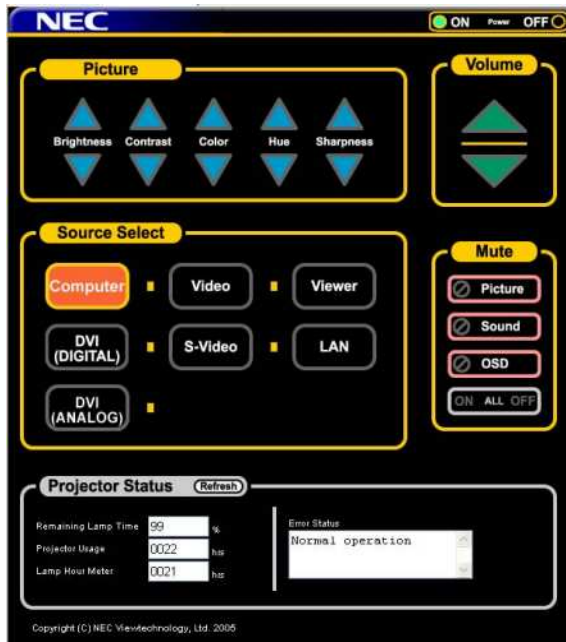 NEC
ON Power OFF
Picture
Brightness Contrast Color Hue Sharpness
Volume
Source Select
Computer Video Viewer
DVI
(DIGITAL)
S-Video LAN
DVI
(ANALOG)
Mute
Picture
Sound
OSD
ON ALL OFF
Projector Status Refresh
Remaining Lamp Time 99 %
Projector Usage 0022 hrs
Lamp Hour Meter 0021 hrs
Error Status
Normal operation
Copyright (C) NEC Viewtechnology, Ltd. 2005